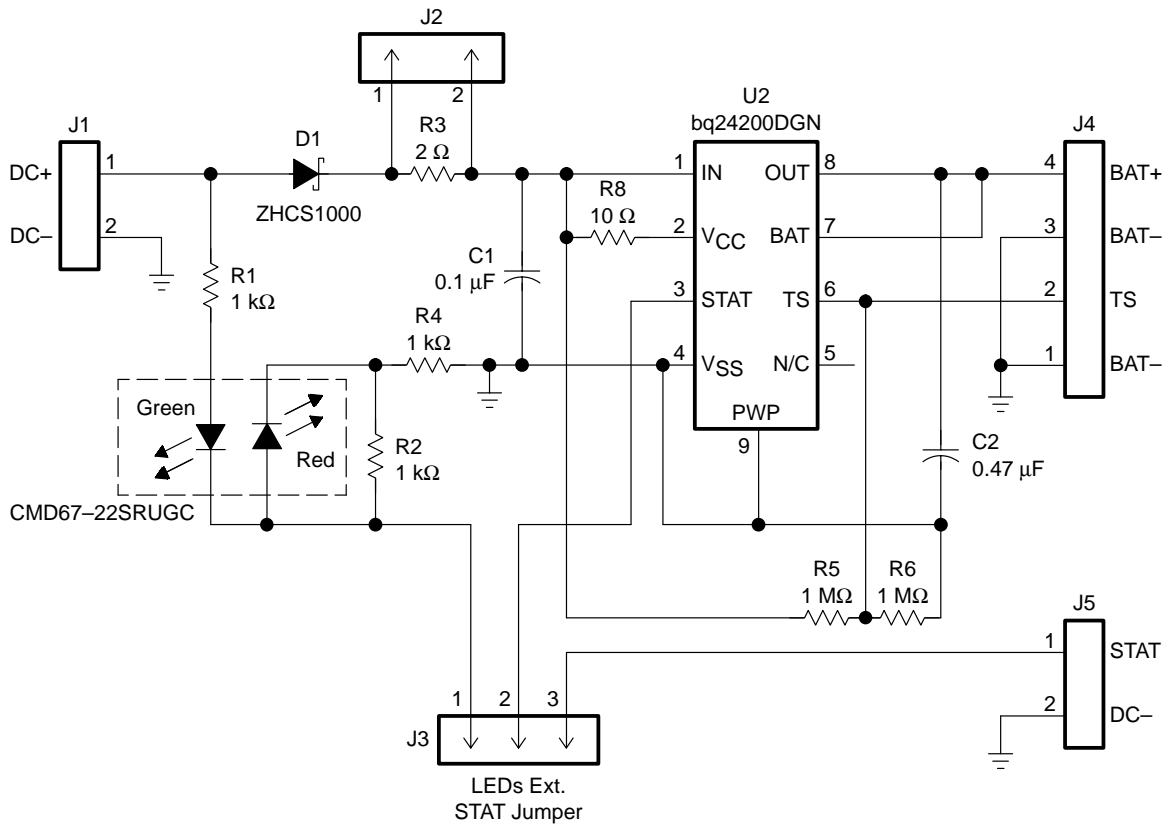 J2
1
2
R3
2 Ω
J1
DC+
DC–
1
2
D1
ZHCS1000
R1
1 kΩ
R4
1 kΩ
R2
1 kΩ
Green
Red
CMD67–22SRUGC
C1
0.1 μF
R8
10 Ω
U2
bq24200DGN
1
IN
OUT
8
2
VCC
BAT
7
3
STAT
TS
6
4
VSS
N/C
5
PWP
9
J4
4
BAT+
3
BAT–
2
TS
1
BAT–
C2
0.47 μF
R5
1 MΩ
R6
1 MΩ
J5
1
STAT
2
DC–
1
2
3
J3
LEDs Ext.
STAT Jumper